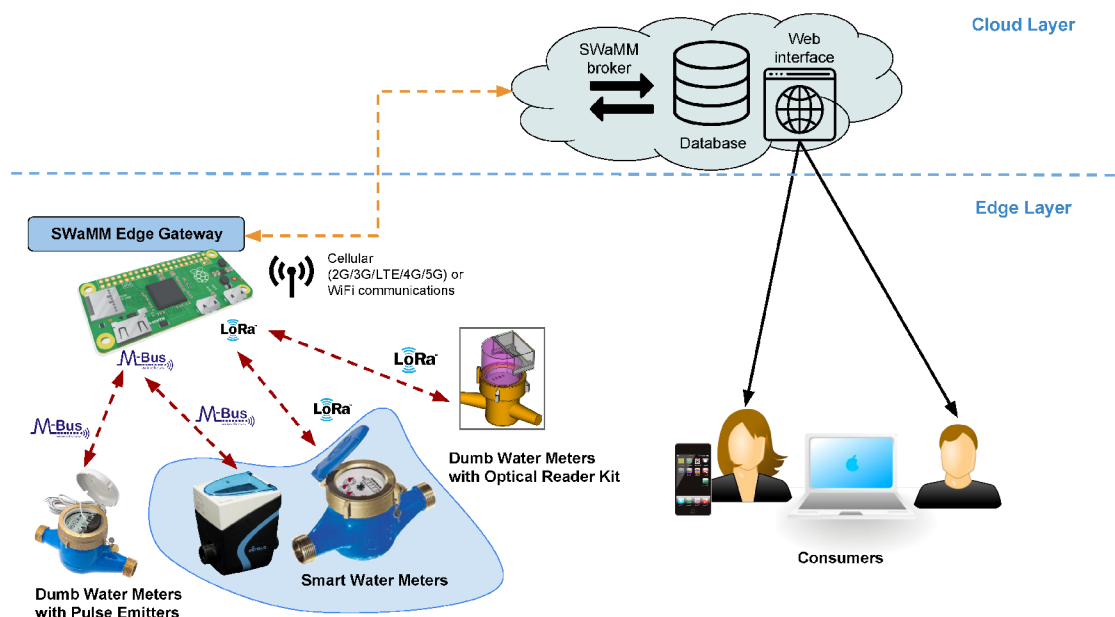 Cloud Layer
SWaMM
broker
Web
interface
Database
Edge Layer
SWaMM Edge Gateway
Cellular
(2G/3G/LTE/4G/5G) or
WiFi communications
LoRa
M-Bus
LoRa
M-Bus
M-Bus
LoRa
Dumb Water Meters
with Optical Reader Kit
Smart Water Meters
Dumb Water Meters
with Pulse Emitters
Consumers